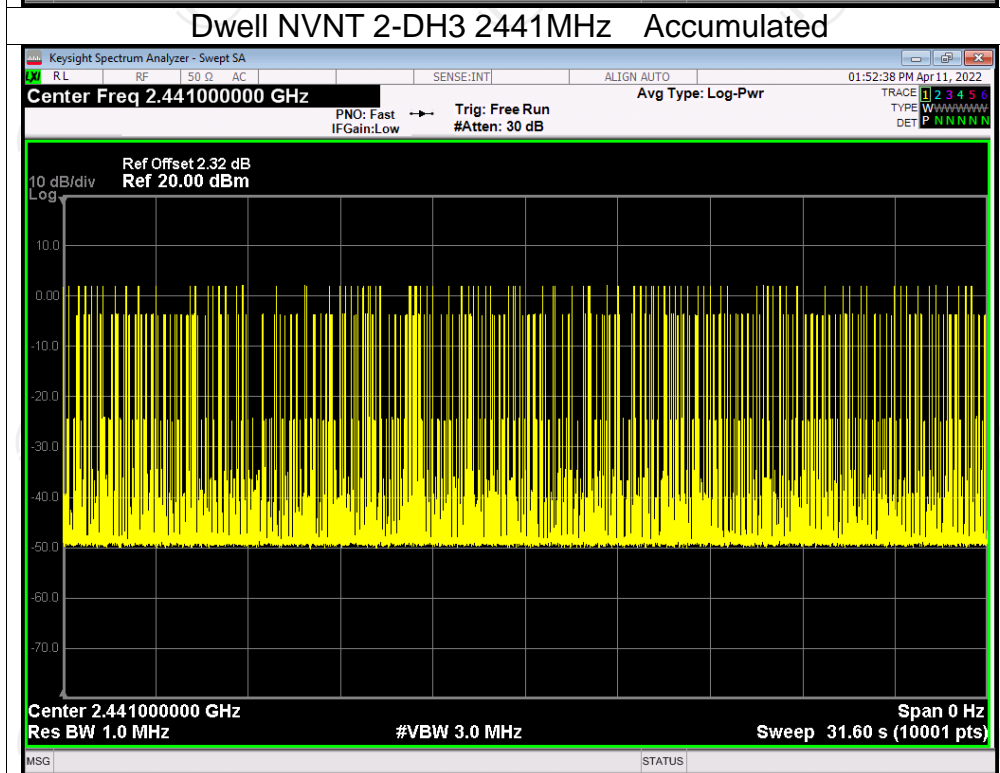 Dwell NVNT 2-DH3 2441MHz Accumulated
Keysight Spectrum Analyzer - Swept SA
LXI RL RF 50 Ω AC SENSE:INT ALIGN AUTO 01:52:38 PM Apr 11, 2022
Center Freq 2.441000000 GHz Avg Type: Log-Pwr TRACE 1 2 3 4 5 6
PNO: Fast Trig: Free Run TYPE WWWWWWW
IFGain:Low #Atten: 30 dB DET P N N N N N
Ref Offset 2.32 dB
10 dB/div Ref 20.00 dBm
Log
10.0
0.00
-10.0
-20.0
-30.0
-40.0
-50.0
-60.0
-70.0
Center 2.441000000 GHz Span 0 Hz
Res BW 1.0 MHz #VBW 3.0 MHz Sweep 31.60 s (10001 pts)
MSG STATUS